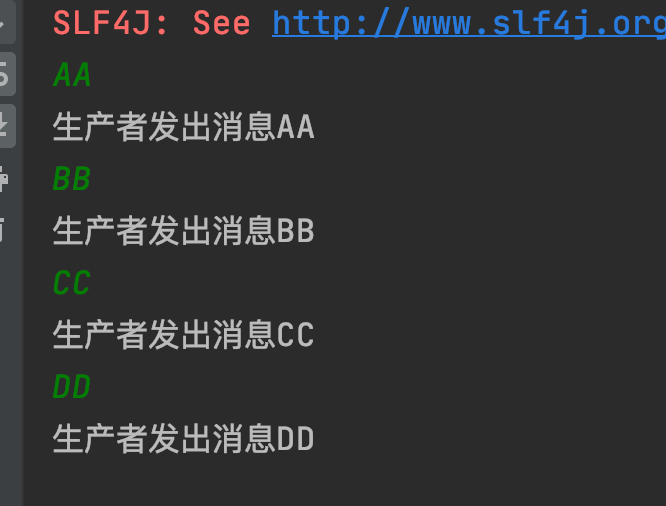 SLF4J: See http://www.slf4j.org
AA
生产者发出消息AA
BB
生产者发出消息BB
CC
生产者发出消息CC
DD
生产者发出消息DD